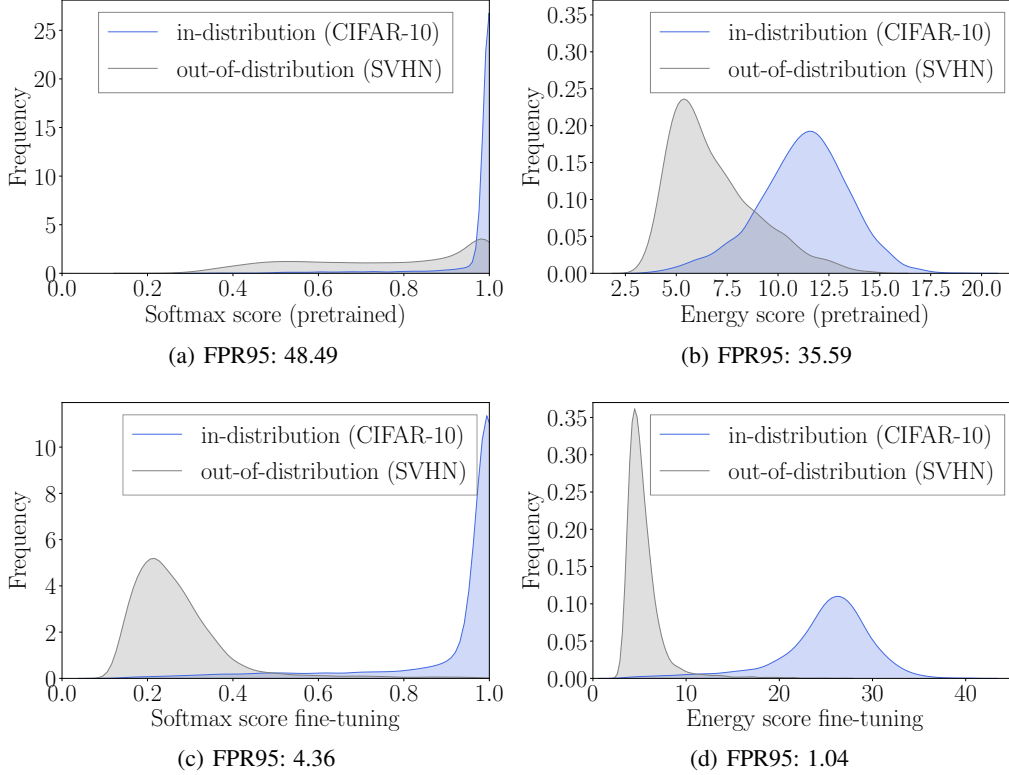 in-distribution (CIFAR-10)
out-of-distribution (SVHN)
Frequency
25
20
15
10
5
0
0.0 0.2 0.4 0.6 0.8 1.0
Softmax score (pretrained)
(a) FPR95: 48.49
in-distribution (CIFAR-10)
out-of-distribution (SVHN)
Frequency
0.35
0.30
0.25
0.20
0.15
0.10
0.05
0.00
2.5 5.0 7.5 10.0 12.5 15.0 17.5 20.0
Energy score (pretrained)
(b) FPR95: 35.59
in-distribution (CIFAR-10)
out-of-distribution (SVHN)
Frequency
10
8
6
4
2
0
0.0 0.2 0.4 0.6 0.8 1.0
Softmax score fine-tuning
(c) FPR95: 4.36
in-distribution (CIFAR-10)
out-of-distribution (SVHN)
Frequency
0.35
0.30
0.25
0.20
0.15
0.10
0.05
0.00
0 10 20 30 40
Energy score fine-tuning
(d) FPR95: 1.04